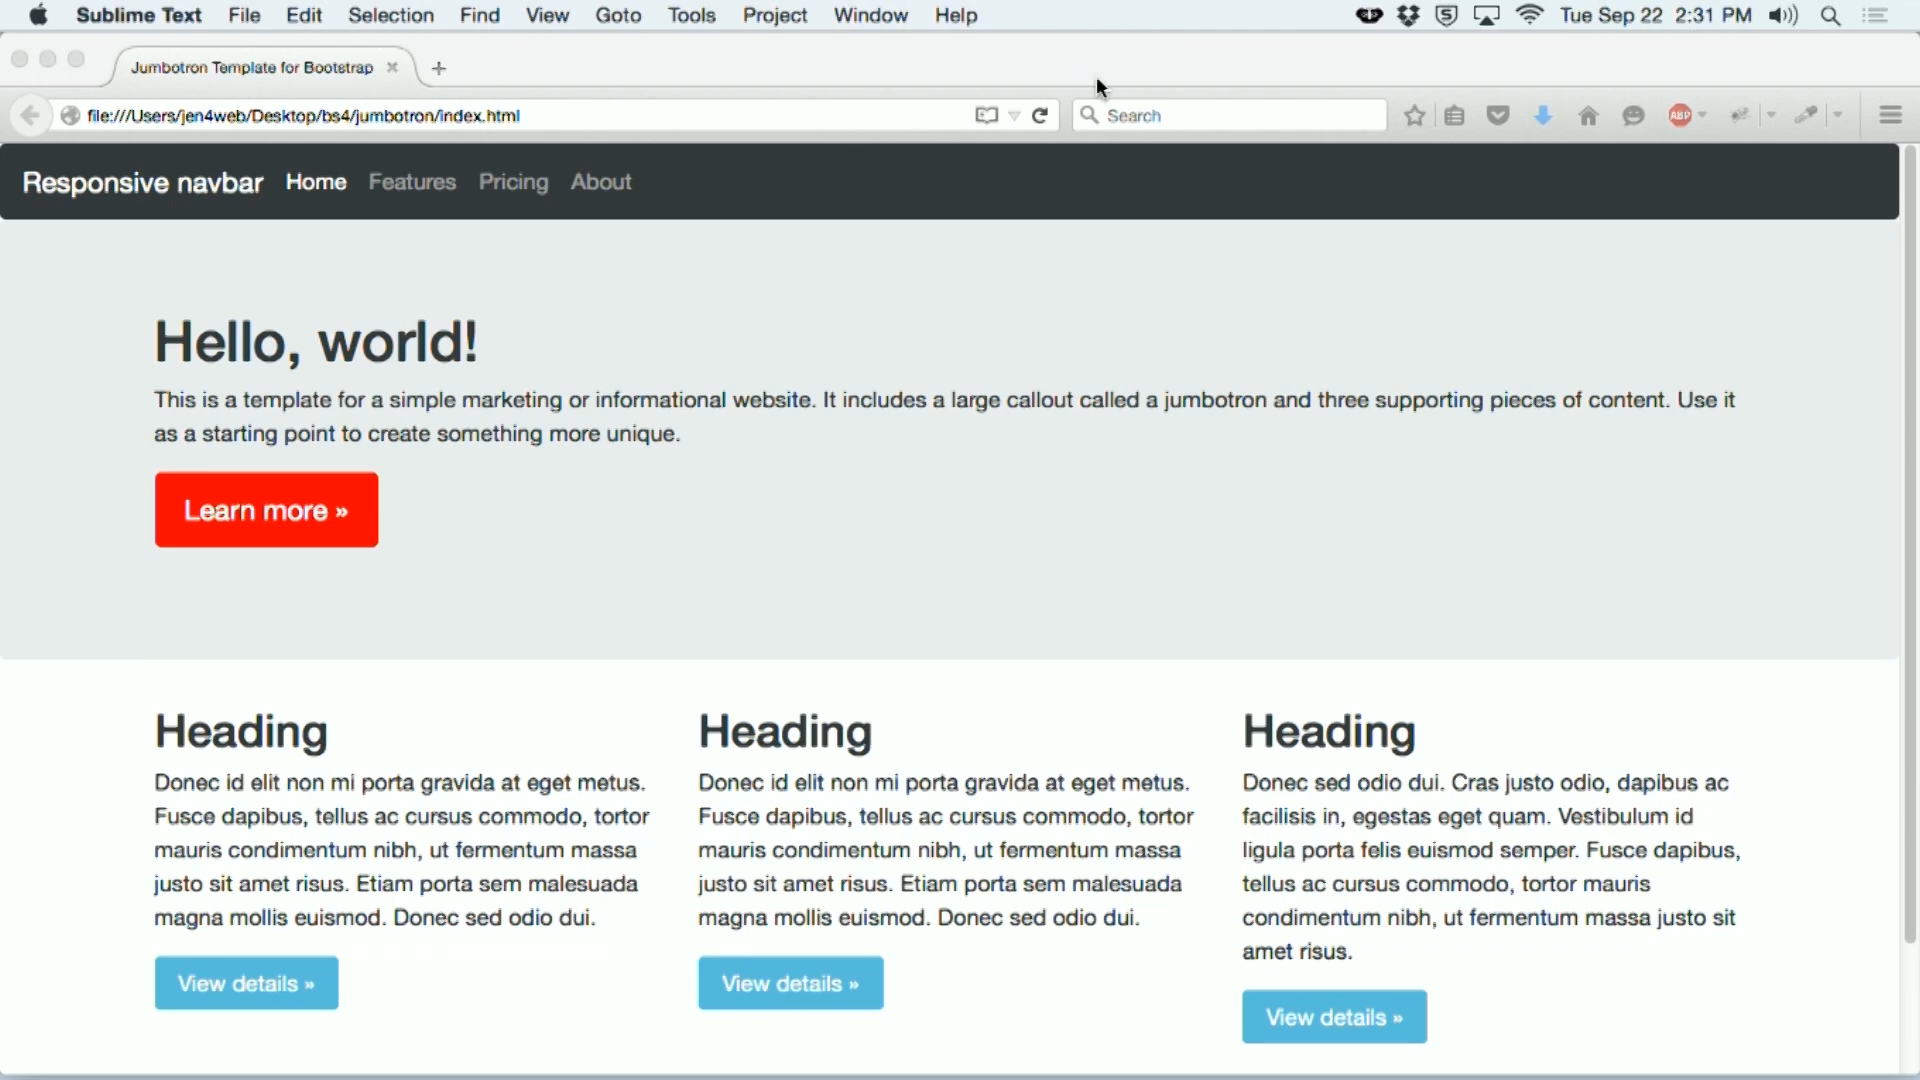 Sublime Text File Edit Selection Find View Goto Tools Project Window Help Tue Sep 22 2:31 PM
Jumbotron Template for Bootstrap
file:///Users/jen4web/Desktop/bs4/jumbotron/index.html Search ABP
Responsive navbar Home Features Pricing About
Hello, world!
This is a template for a simple marketing or informational website. It includes a large callout called a jumbotron and three supporting pieces of content. Use it
as a starting point to create something more unique.
Learn more »
Heading
Donec id elit non mi porta gravida at eget metus.
Fusce dapibus, tellus ac cursus commodo, tortor
mauris condimentum nibh, ut fermentum massa
justo sit amet risus. Etiam porta sem malesuada
magna mollis euismod. Donec sed odio dui.
View details »
Heading
Donec id elit non mi porta gravida at eget metus.
Fusce dapibus, tellus ac cursus commodo, tortor
mauris condimentum nibh, ut fermentum massa
justo sit amet risus. Etiam porta sem malesuada
magna mollis euismod. Donec sed odio dui.
View details »
Heading
Donec sed odio dui. Cras justo odio, dapibus ac
facilisis in, egestas eget quam. Vestibulum id
ligula porta felis euismod semper. Fusce dapibus,
tellus ac cursus commodo, tortor mauris
condimentum nibh, ut fermentum massa justo sit
amet risus.
View details »